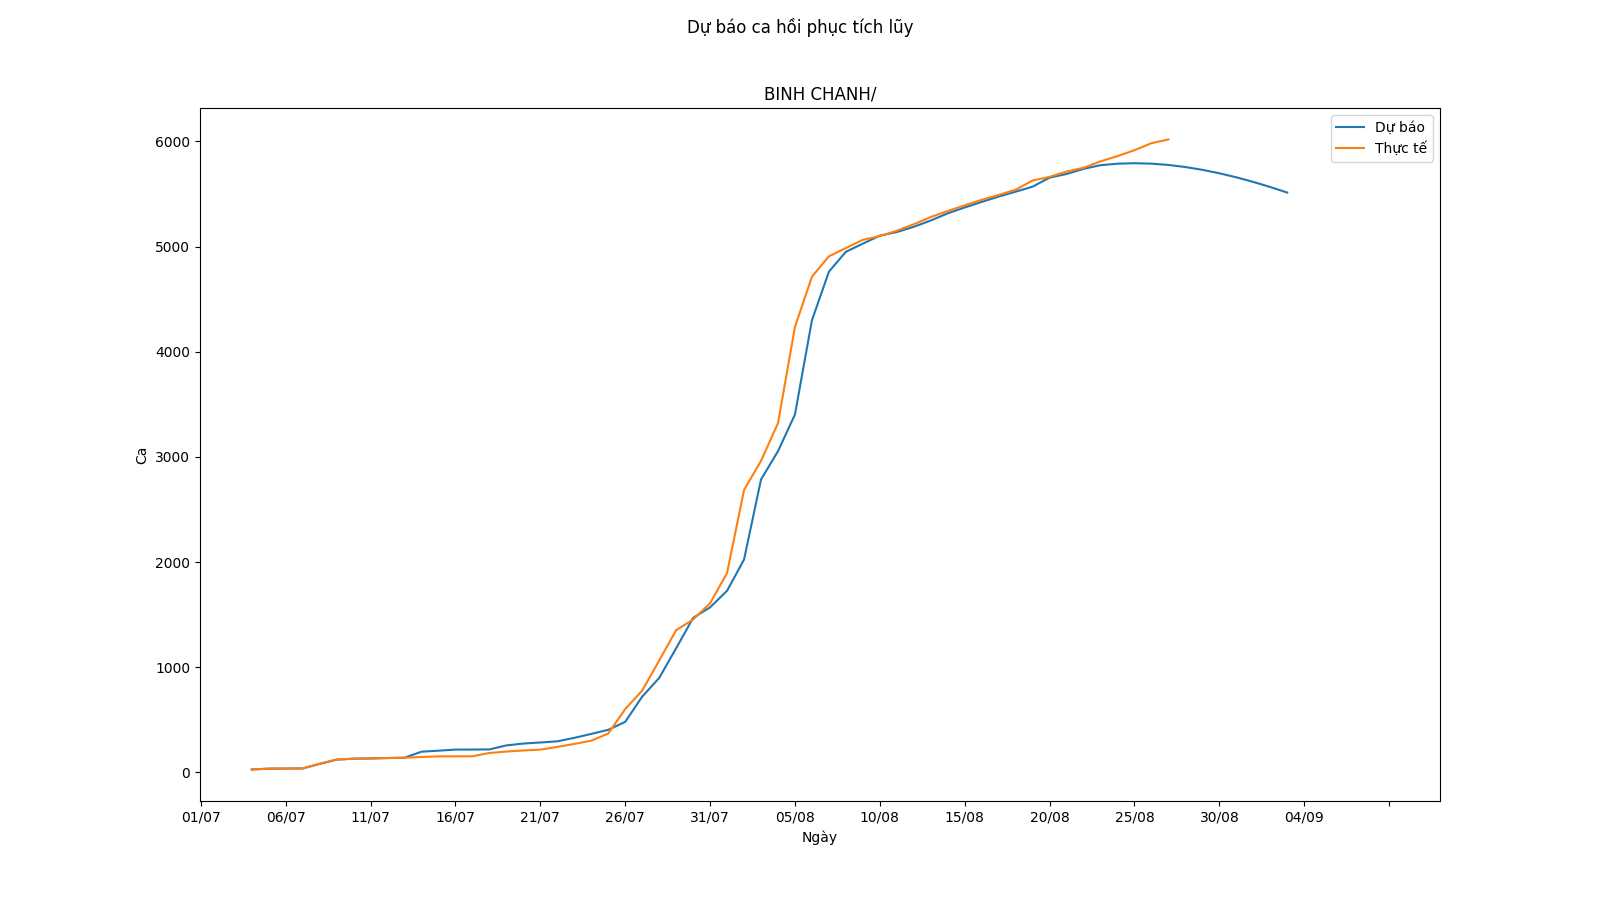 Dự báo ca hồi phục tích lũy
BINH CHANH/
Dự báo
Thực tế
6000
5000
4000
3000
2000
1000
0
Ca
01/07 06/07 11/07 16/07 21/07 26/07 31/07 05/08 10/08 15/08 20/08 25/08 30/08 04/09
Ngày